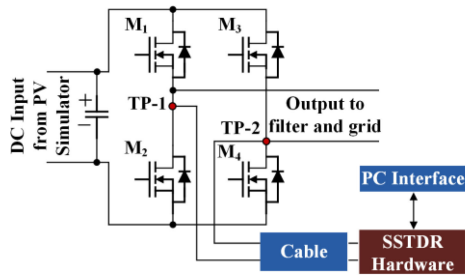 M1
M3
DC Input
from PV
Simulator
+
−
TP-1
Output to
filter and grid
TP-2
M2
M4
PC Interface
Cable
SSTDR
Hardware